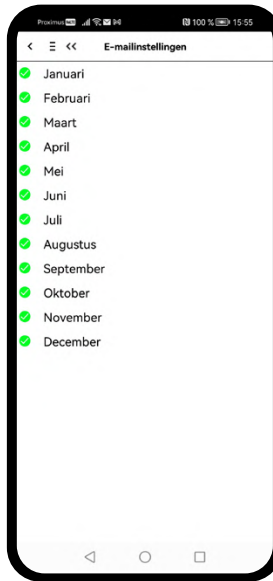 Proximus 100 % 15:55
E-mailinstellingen
Januari
Februari
Maart
April
Mei
Juni
Juli
Augustus
September
Oktober
November
December